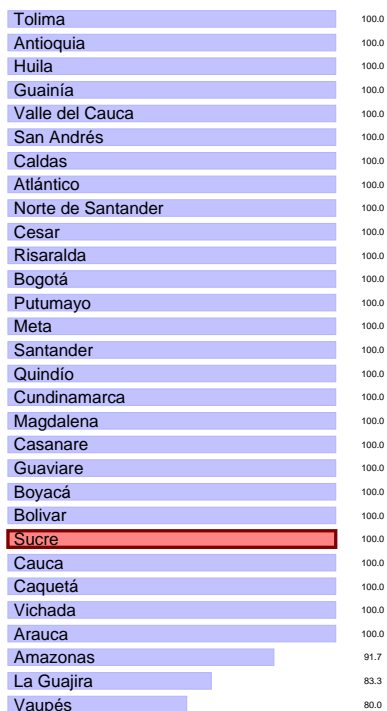 Tolima 100.0
Antioquia 100.0
Huila 100.0
Guainía 100.0
Valle del Cauca 100.0
San Andrés 100.0
Caldas 100.0
Atlántico 100.0
Norte de Santander 100.0
Cesar 100.0
Risaralda 100.0
Bogotá 100.0
Putumayo 100.0
Meta 100.0
Santander 100.0
Quindío 100.0
Cundinamarca 100.0
Magdalena 100.0
Casanare 100.0
Guaviare 100.0
Boyacá 100.0
Bolivar 100.0
Sucre 100.0
Cauca 100.0
Caquetá 100.0
Vichada 100.0
Arauca 100.0
Amazonas 91.7
La Guajira 83.3
Vaupés 80.0